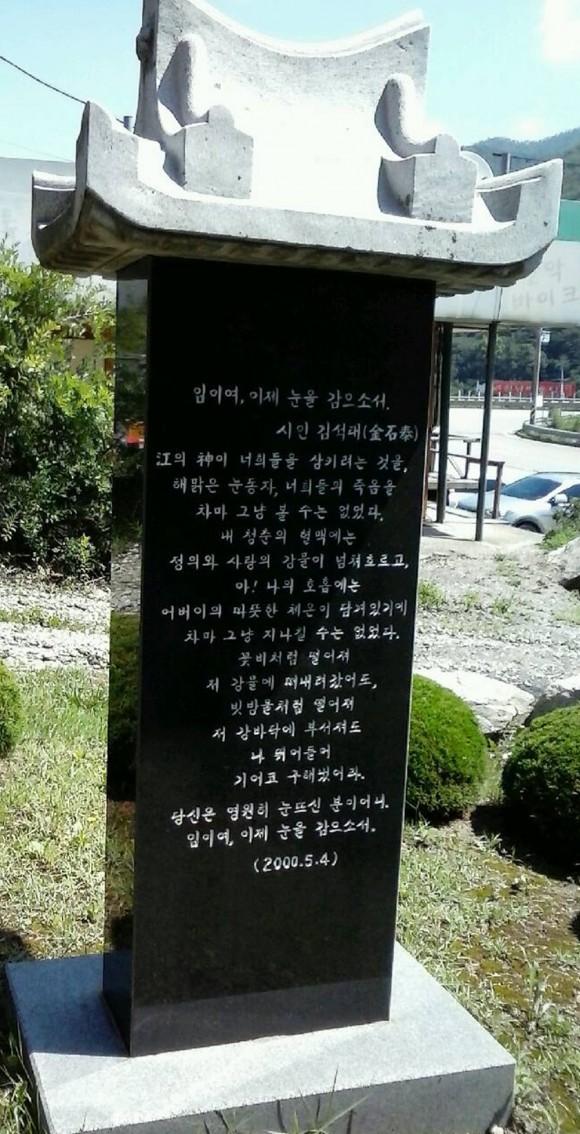 임이여, 이제 눈을 감으소서.
시인 김석태(金石泰)
江의 神이 너희들을 삼키려는 것을,
해맑은 눈동자, 너희들의 죽음을
차마 그냥 볼 수는 없었다.
내 청춘의 혈맥에는
정의와 사랑의 강물이 넘쳐흐르고,
아! 나의 호흡에는
어버이의 따뜻한 체온이 담겨있기에
차마 그냥 지나칠 수는 없었다.
꽃비처럼 떨어져
저 강물에 떠내려갔어도,
빗방울처럼 떨어져
저 강바닥에 부서져도
나 뛰어들어
기어코 구해냈어라.
당신은 영원히 눈뜨신 분이어니.
임이여, 이제 눈을 감으소서.
(2000.5.4)
바이크